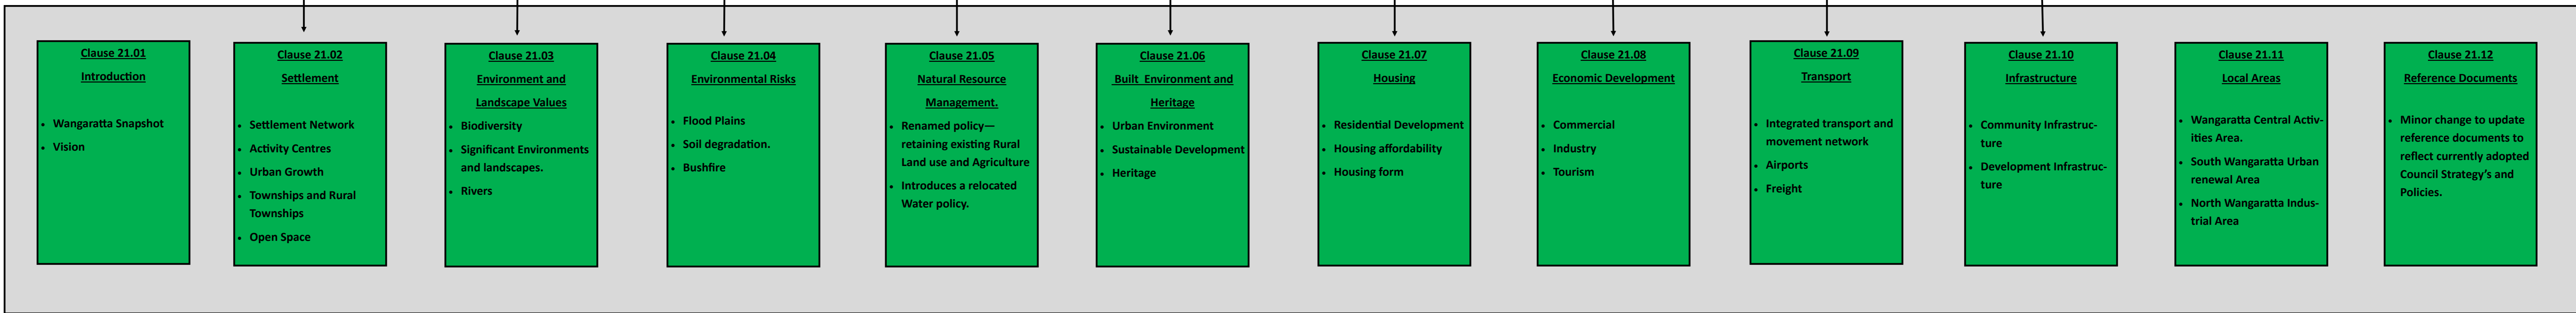 Clause 21.01
Introduction
Wangaratta Snapshot
Vision
Clause 21.02
Settlement
Settlement Network
Activity Centres
Urban Growth
Townships and Rural
Townships
Open Space
Clause 21.03
Environment and
Landscape Values
Biodiversity
Significant Environments
and landscapes.
Rivers
Clause 21.04
Environmental Risks
Flood Plains
Soil degradation.
Bushfire
Clause 21.05
Natural Resource
Management.
Renamed policy—
retaining existing Rural
Land use and Agriculture
Introduces a relocated
Water policy.
Clause 21.06
Built Environment and
Heritage
Urban Environment
Sustainable Development
Heritage
Clause 21.07
Housing
Residential Development
Housing affordability
Housing form
Clause 21.08
Economic Development
Commercial
Industry
Tourism
Clause 21.09
Transport
Integrated transport and
movement network
Airports
Freight
Clause 21.10
Infrastructure
Community Infrastruc-
ture
Development Infrastruc-
ture
Clause 21.11
Local Areas
Wangaratta Central Activ-
ities Area.
South Wangaratta Urban
renewal Area
North Wangaratta Indus-
trial Area
Clause 21.12
Reference Documents
Minor change to update
reference documents to
reflect currently adopted
Council Strategy's and
Policies.